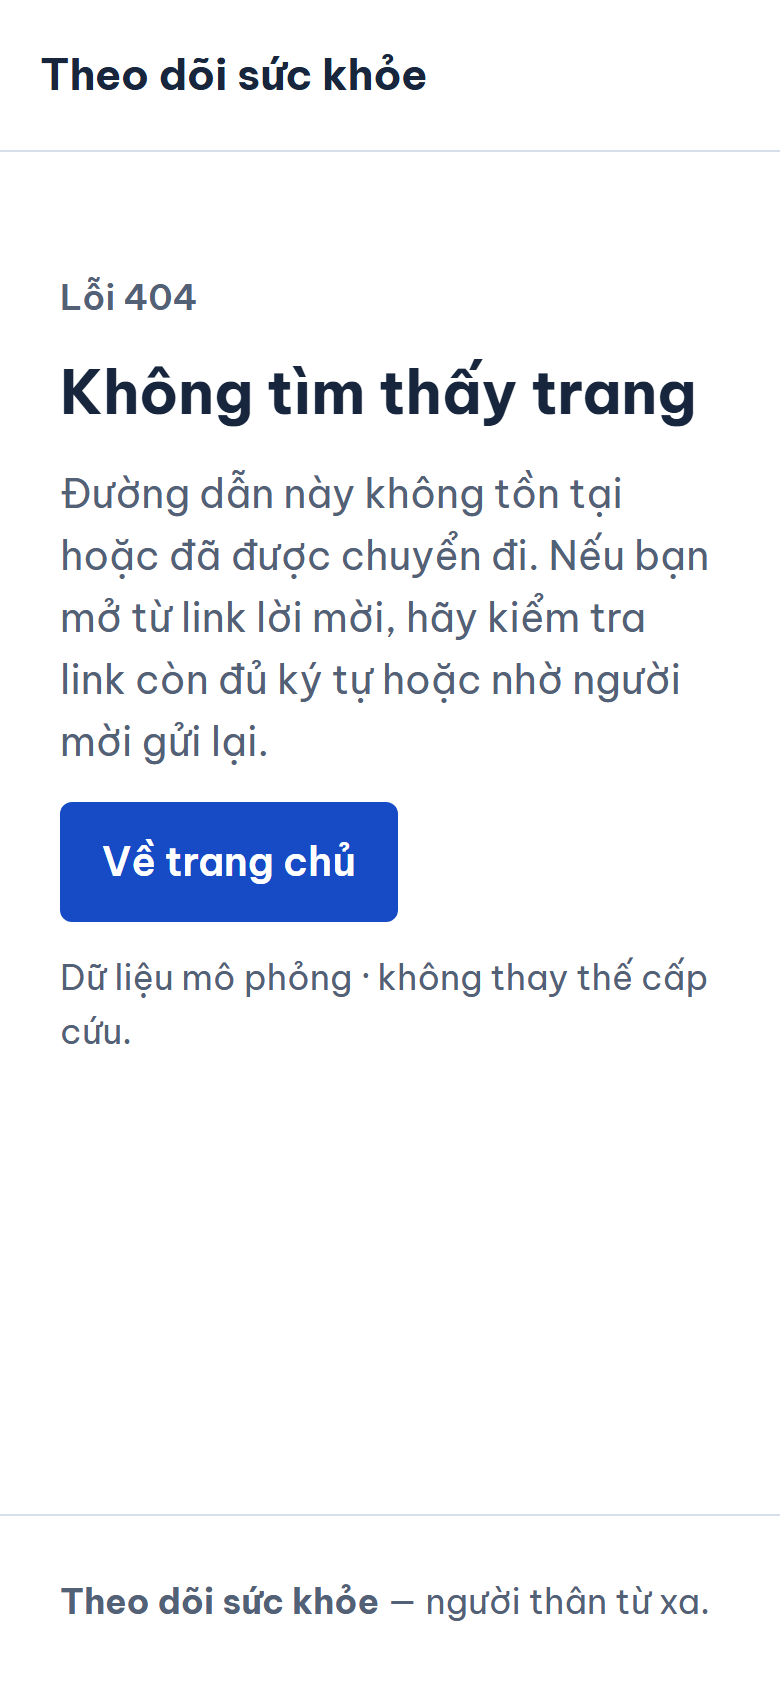 Theo dõi sức khỏe
Lỗi 404
Không tìm thấy trang
Đường dẫn này không tồn tại
hoặc đã được chuyển đi. Nếu bạn
mở từ link lời mời, hãy kiểm tra
link còn đủ ký tự hoặc nhờ người
mời gửi lại.
Về trang chủ
Dữ liệu mô phỏng · không thay thế cấp
cứu.
Theo dõi sức khỏe — người thân từ xa.